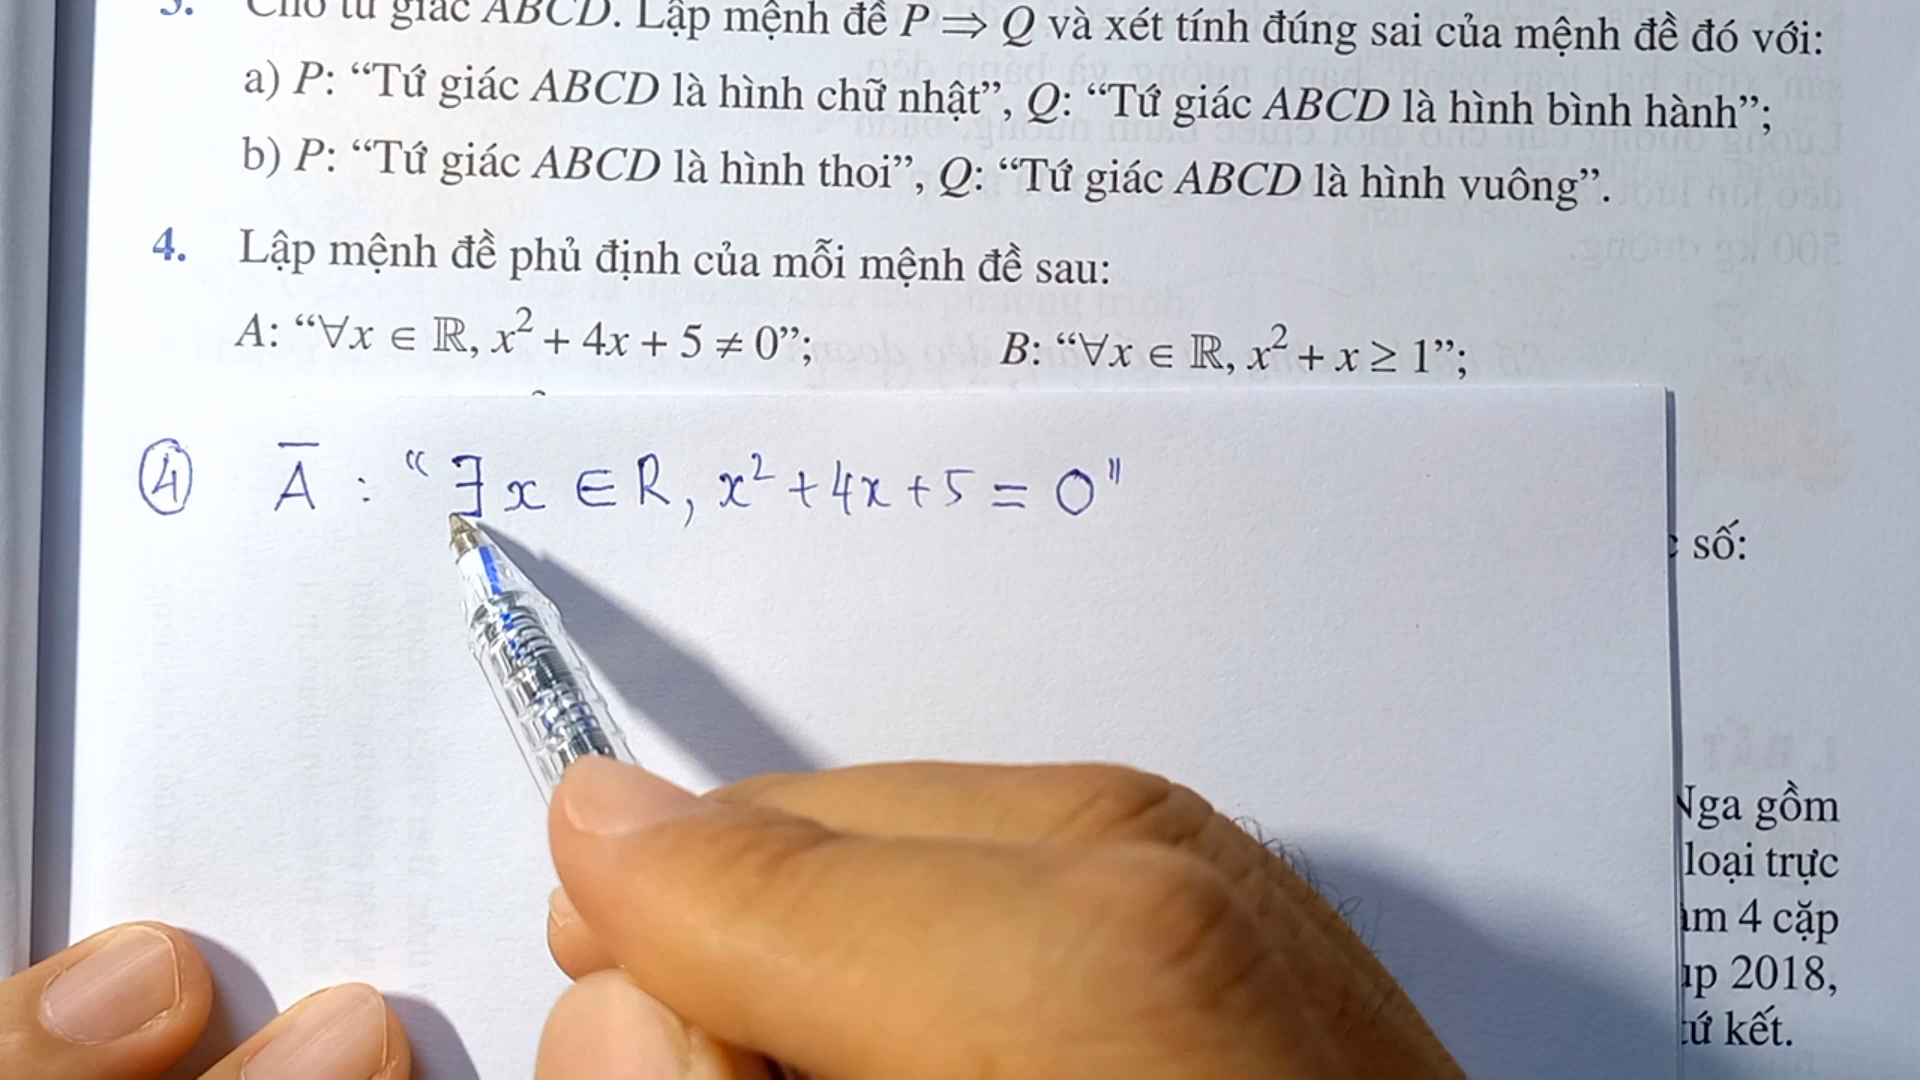 3. Cho tứ giác ABCD. Lập mệnh đề P ⇒ Q và xét tính đúng sai của mệnh đề đó với:
a) P: “Tứ giác ABCD là hình chữ nhật”, Q: “Tứ giác ABCD là hình bình hành”;
b) P: “Tứ giác ABCD là hình thoi”, Q: “Tứ giác ABCD là hình vuông”.
4. Lập mệnh đề phủ định của mỗi mệnh đề sau:
A: “∀x ∈ ℝ, x² + 4x + 5 ≠ 0”; B: “∀x ∈ ℝ, x² + x ≥ 1”;
④ A̅ : “∃x ∈ R, x² + 4x + 5 = 0”
số:
Nga gồm
loại trực
4 cặp
2018,
tứ kết.